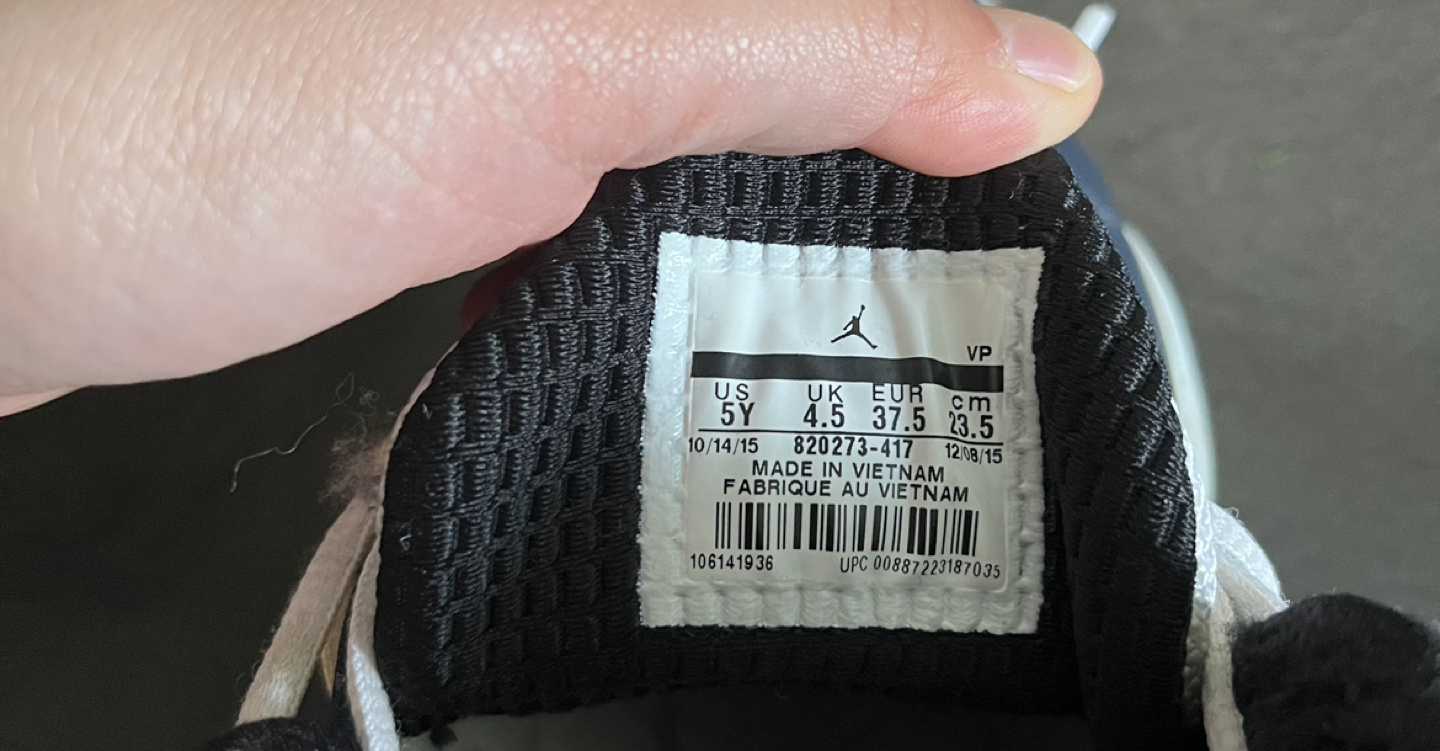 VP
US UK EUR cm
5Y 4.5 37.5 23.5
10/14/15 820273-417 12/08/15
MADE IN VIETNAM
FABRIQUE AU VIETNAM
106141936 UPC 00887223187035